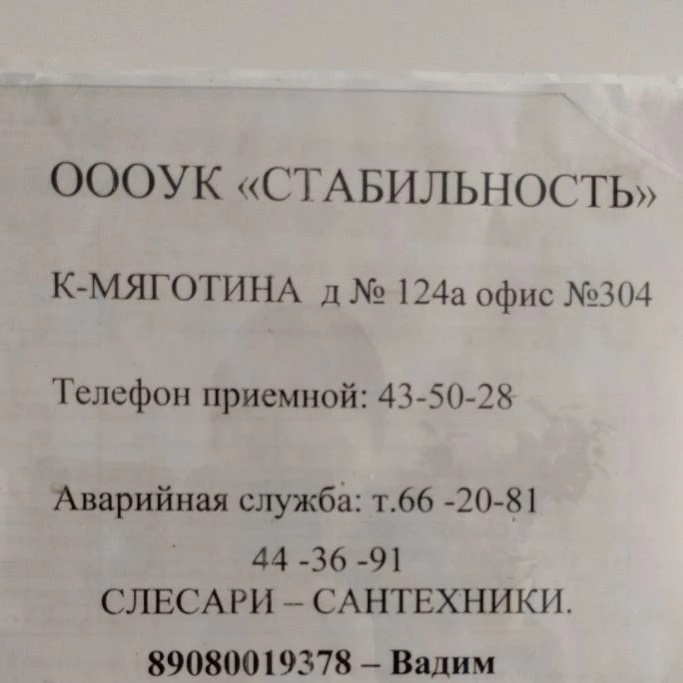 ОООУК «СТАБИЛЬНОСТЬ»
К-МЯГОТИНА д № 124а офис №304
Телефон приемной: 43-50-28
Аварийная служба: т.66 -20-81
44 -36 -91
СЛЕСАРИ – САНТЕХНИКИ.
89080019378 – Вадим